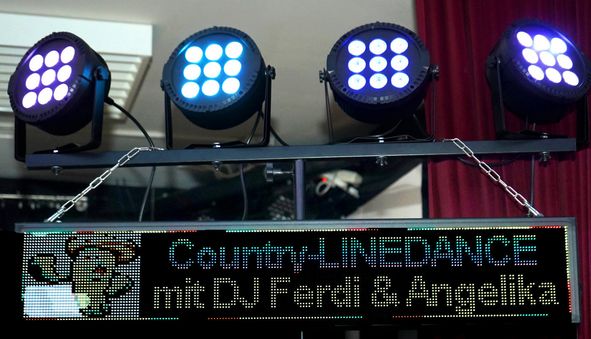 Country-LINEDANCE
mit DJ Ferdi & Angelika